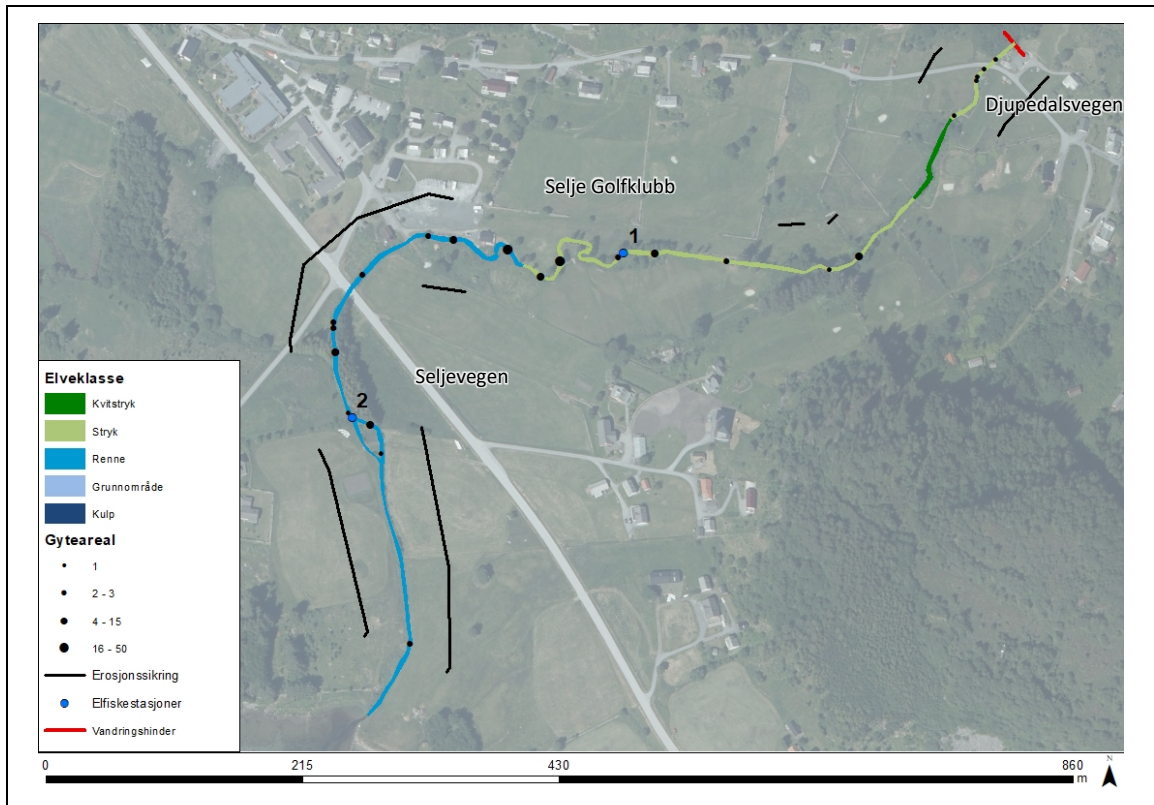 Djupedalsvegen
Selje Golfklubb
1
Seljevegen
2
Elveklasse
Kvitstryk
Stryk
Renne
Grunnområde
Kulp
Gyteareal
1
2 - 3
4 - 15
16 - 50
Erosjonssikring
Elfiskestasjoner
Vandringshinder
0 215 430 860
m
N